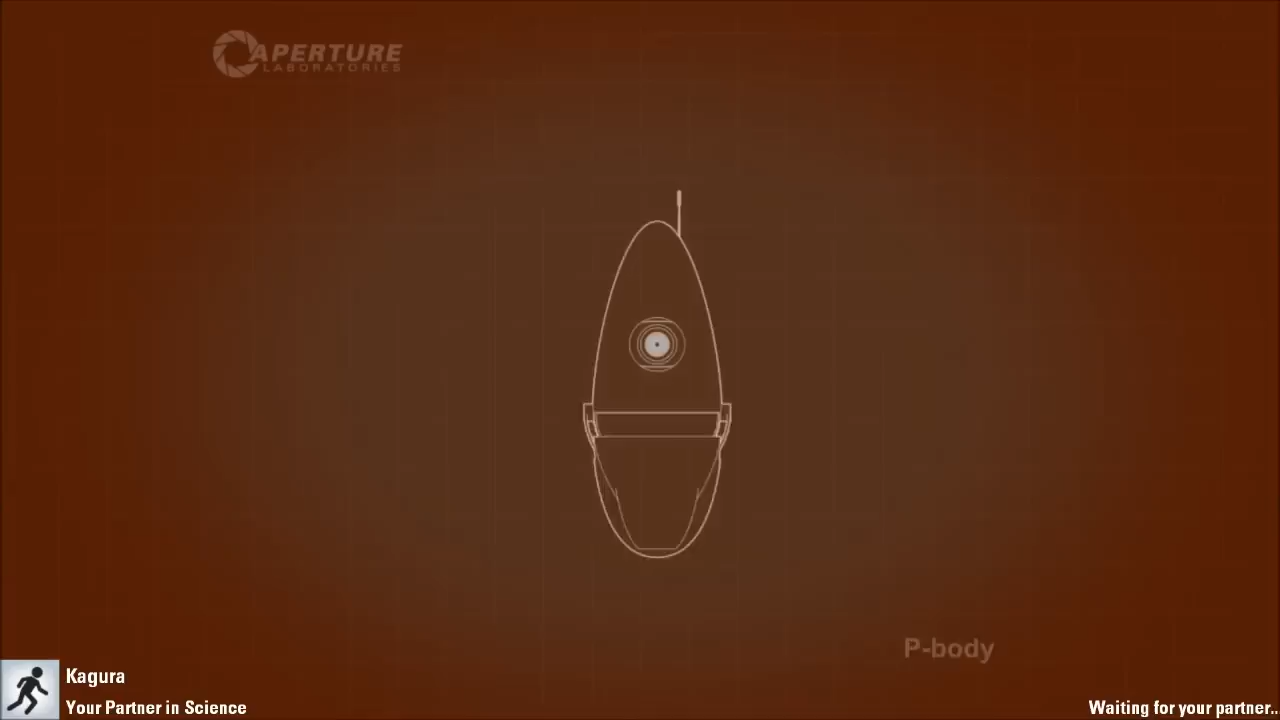 APERTURE
LABORATORIES
P-body
Kagura
Your Partner in Science
Waiting for your partner..